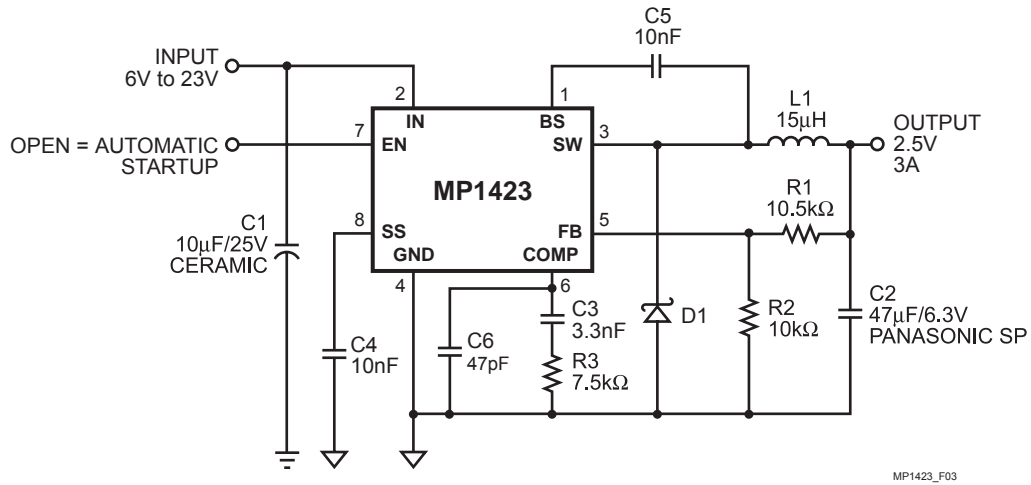 C5
10nF
INPUT
6V to 23V
2
1
IN
BS
L1
15µH
OUTPUT
2.5V
3A
OPEN = AUTOMATIC
STARTUP
7
EN
3
SW
MP1423
R1
10.5kΩ
8
SS
5
FB
C1
10µF/25V
CERAMIC
GND
COMP
4
6
C4
10nF
C6
47pF
C3
3.3nF
R3
7.5kΩ
D1
R2
10kΩ
C2
47µF/6.3V
PANASONIC SP
MP1423_F03